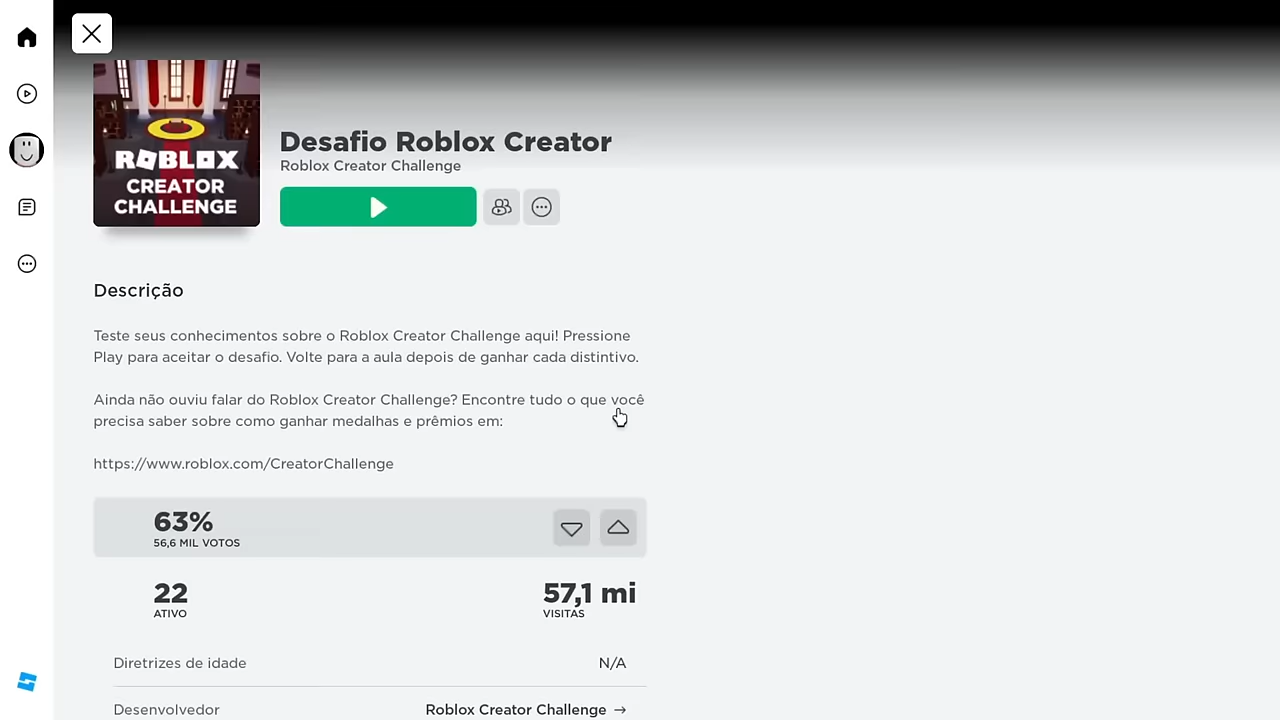 ROBLOX
CREATOR
CHALLENGE
Desafio Roblox Creator
Roblox Creator Challenge
Descrição
Teste seus conhecimentos sobre o Roblox Creator Challenge aqui! Pressione
Play para aceitar o desafio. Volte para a aula depois de ganhar cada distintivo.
Ainda não ouviu falar do Roblox Creator Challenge? Encontre tudo o que você
precisa saber sobre como ganhar medalhas e prêmios em:
https://www.roblox.com/CreatorChallenge
63%
56,6 MIL VOTOS
22
ATIVO
57,1 mi
VISITAS
Diretrizes de idade N/A
Desenvolvedor Roblox Creator Challenge →